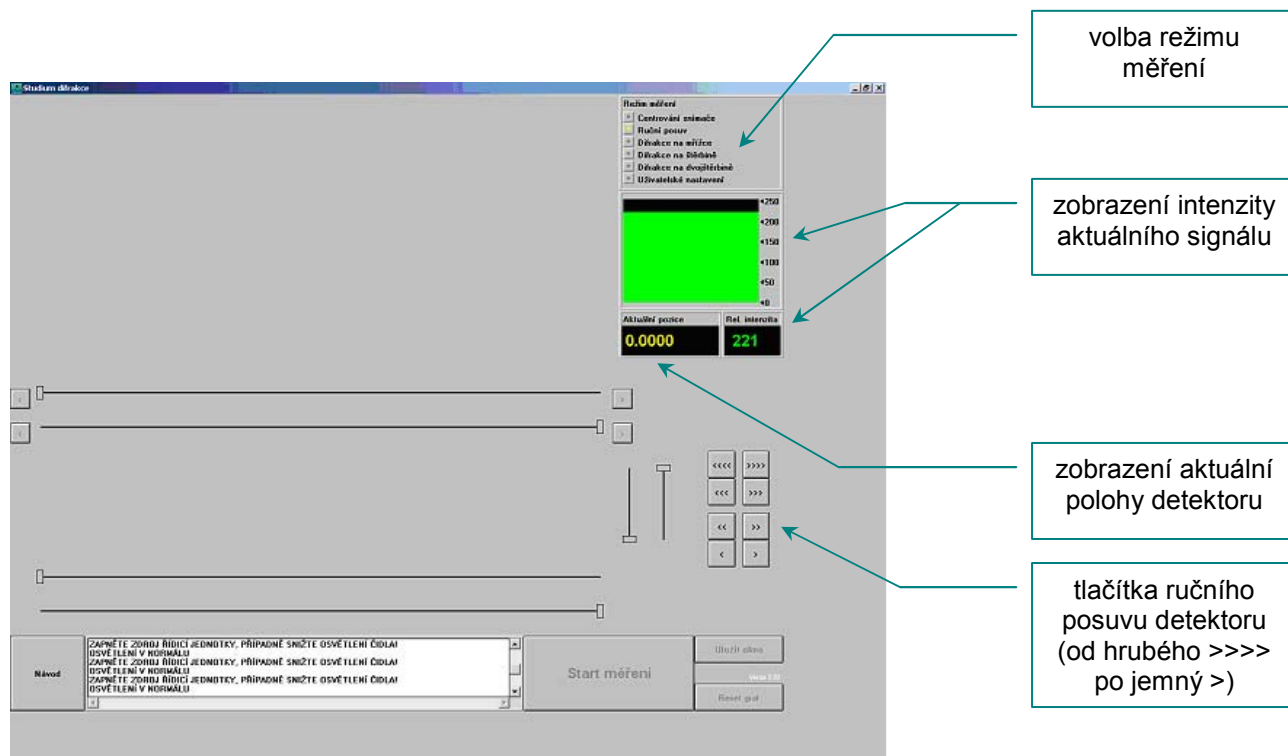 volba režimu
měření
Studium difrakce
Režim měření
Centrování snímače
Ruční posuv
Difrakce na mřížce
Difrakce na štěrbině
Difrakce na dvojštěrbině
Uživatelské nastavení
250
200
150
100
50
0
zobrazení intenzity
aktuálního signálu
Aktuální pozice
Rel. intenzita
0.0000
221
<
>
<
>
<<<< >>>>
<<< >>>
<< >>
< >
zobrazení aktuální
polohy detektoru
tlačítka ručního
posuvu detektoru
(od hrubého >>>>
po jemný >)
Návod
ZAPNĚTE ZDROJ ŘÍDICÍ JEDNOTKY, PŘÍPADNĚ SNIŽTE OSVĚTLENÍ ČIDLA!
OSVĚTLENÍ V NORMÁLU
ZAPNĚTE ZDROJ ŘÍDICÍ JEDNOTKY, PŘÍPADNĚ SNIŽTE OSVĚTLENÍ ČIDLA!
OSVĚTLENÍ V NORMÁLU
ZAPNĚTE ZDROJ ŘÍDICÍ JEDNOTKY, PŘÍPADNĚ SNIŽTE OSVĚTLENÍ ČIDLA!
OSVĚTLENÍ V NORMÁLU
Start měření
Uložit okno
Reset graf